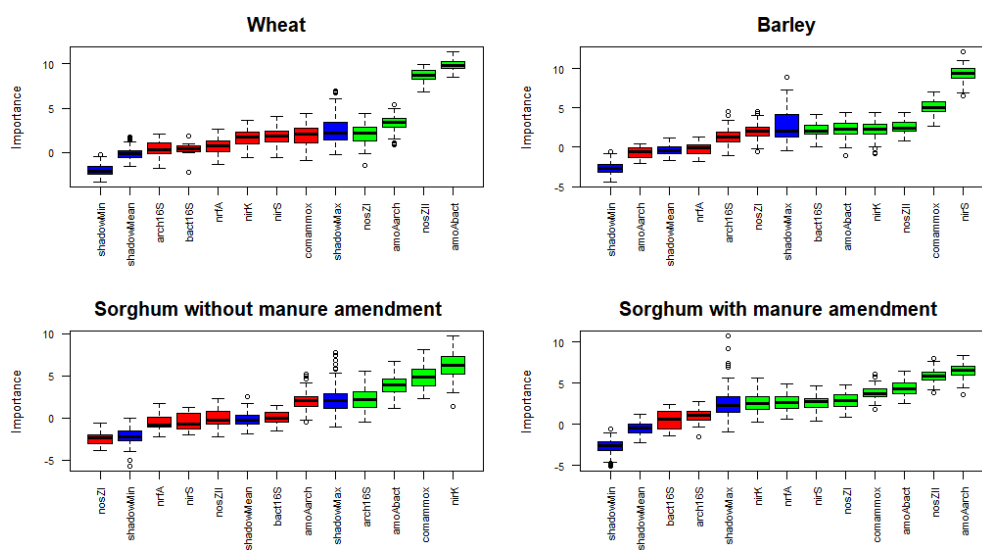 Wheat
Importance
10
5
0
shadowMin
shadowMean
arch16S
bact16S
nrfA
nirK
nirS
comammox
shadowMax
nosZI
amoAarch
nosZII
amoAbact
Barley
Importance
10
5
0
-5
shadowMin
amoAarch
shadowMean
nrfA
arch16S
nosZI
shadowMax
bact16S
amoAbact
nirK
nosZII
comammox
nirS
Sorghum without manure amendment
Importance
10
5
0
-5
nosZI
shadowMin
nrfA
nirS
nosZII
shadowMean
bact16S
amoAarch
shadowMax
arch16S
amoAbact
comammox
nirK
Sorghum with manure amendment
Importance
10
5
0
-5
shadowMin
shadowMean
bact16S
arch16S
shadowMax
nirK
nrfA
nirS
nosZI
comammox
amoAbact
nosZII
amoAarch